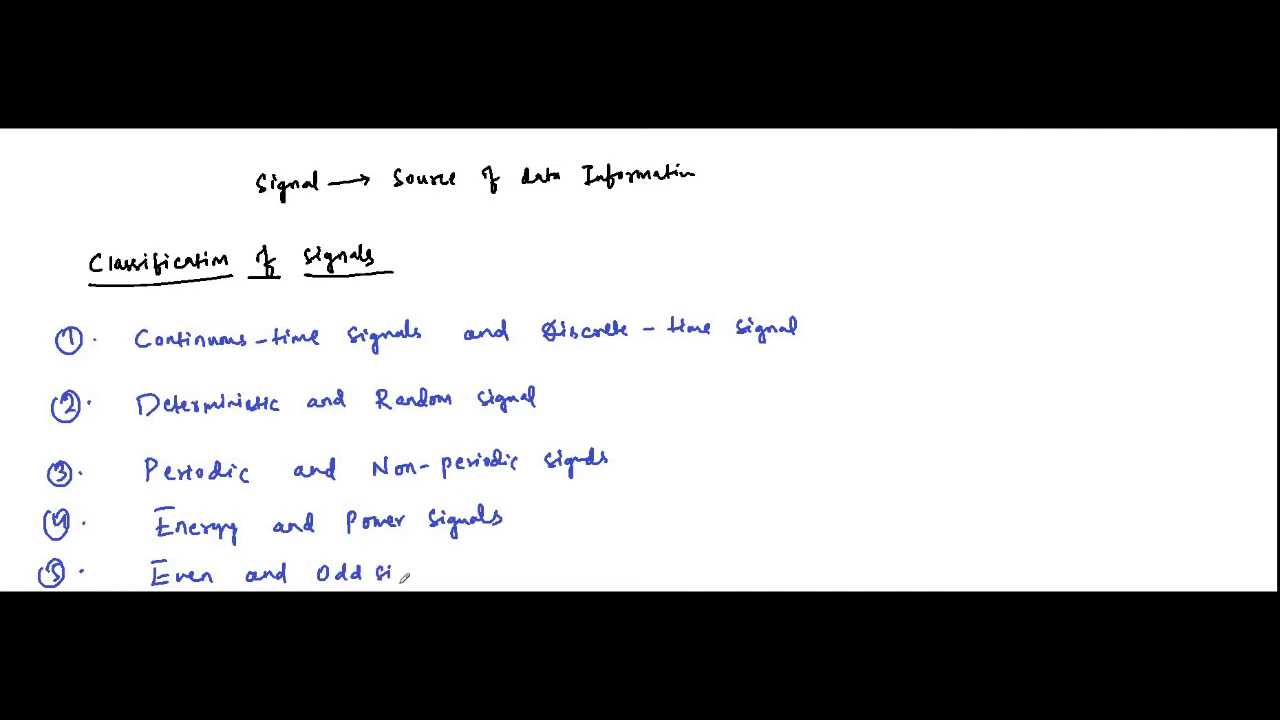 Signal → Source of data Information
Classification of signals
①. Continuous-time signals and Discrete-time signal
②. Deterministic and Random signal
③. Periodic and Non-periodic signals
④. Energy and Power signals
⑤. Even and Odd si